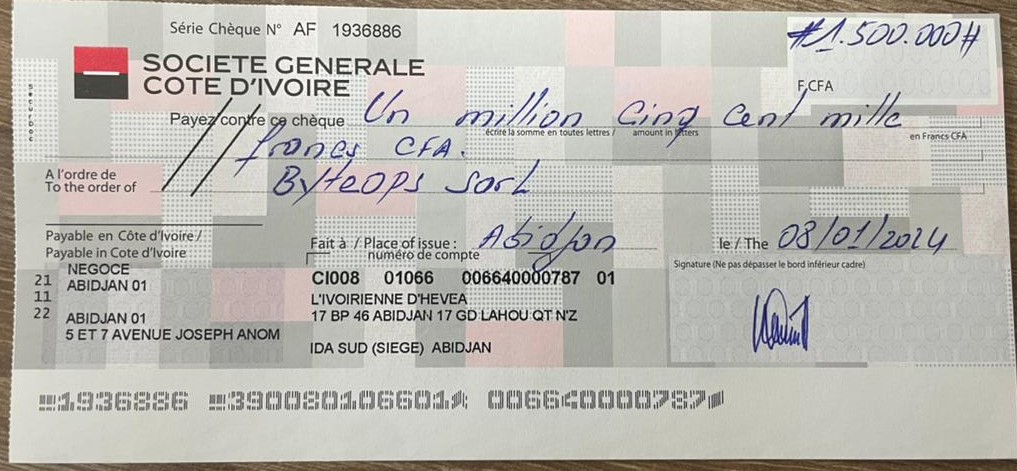 Série Chèque N° AF 1936886
#1.500.000#
F.CFA
SOCIETE GENERALE
COTE D'IVOIRE
securdoc
Payez contre ce chèque Un million Cinq Cent mille
écrire la somme en toutes lettres / amount in letters
en Francs CFA
francs CFA.
A l'ordre de
To the order of
ByteOps sarl
Payable en Côte d'Ivoire /
Payable in Cote d'Ivoire
Fait à / Place of issue : Abidjan
le / The 08/01/2024
numéro de compte
Signature (Ne pas dépasser le bord inférieur cadre)
21
11
22
NEGOCE
ABIDJAN 01
ABIDJAN 01
5 ET 7 AVENUE JOSEPH ANOM
CI008 01066 006640000787 01
L'IVOIRIENNE D'HEVEA
17 BP 46 ABIDJAN 17 GD LAHOU QT N'Z
IDA SUD (SIEGE) ABIDJAN
1936886 390080106601 006640000787